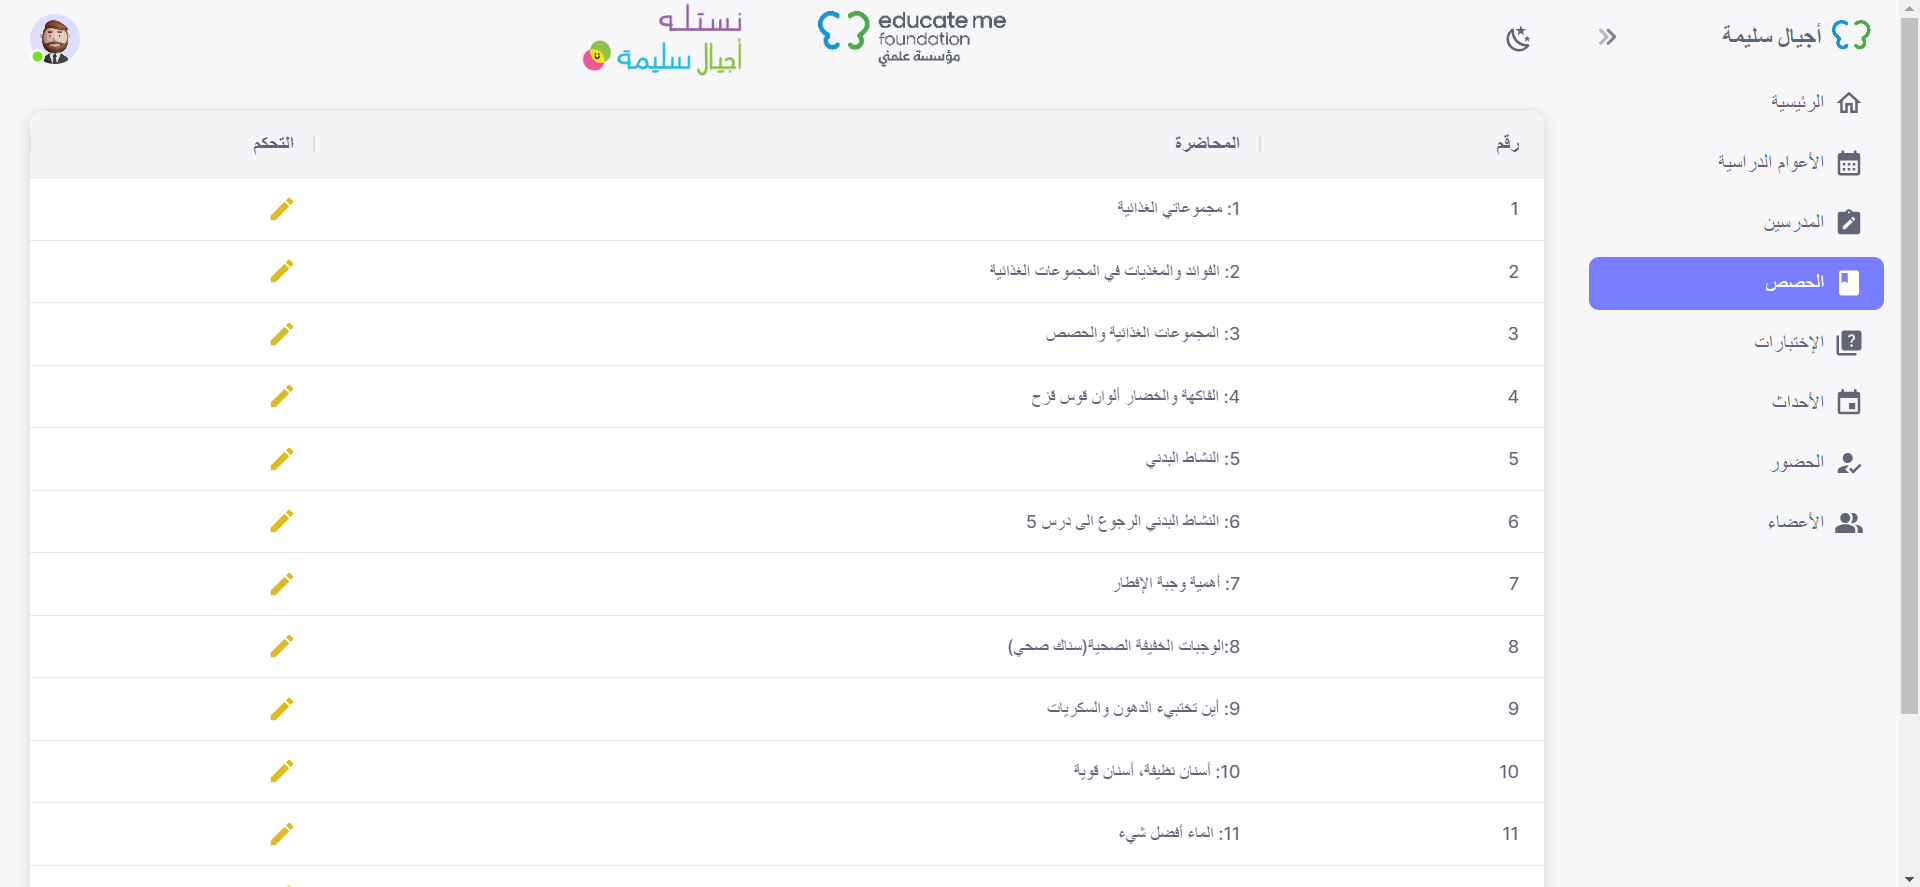 أجيال سليمة
الرئيسية
الأعوام الدراسية
المدرسين
الحصص
الإختبارات
الأحداث
الحضور
الأعضاء
educate me
foundation
مؤسسة علمني
نستله
أجيال سليمة
رقم المحاضرة التحكم
1 1: مجموعاتي الغذائية
2 2: الفوائد والمغذيات في المجموعات الغذائية
3 3: المجموعات الغذائية والحصص
4 4: الفاكهة والخضار ألوان قوس قزح
5 5: النشاط البدني
6 6: النشاط البدني الرجوع الى درس 5
7 7: أهمية وجبة الإفطار
8 8:الوجبات الخفيفة الصحية(سناك صحي)
9 9: أين تختبيء الدهون والسكريات
10 10: أسنان نظيفة، أسنان قوية
11 11: الماء أفضل شيء